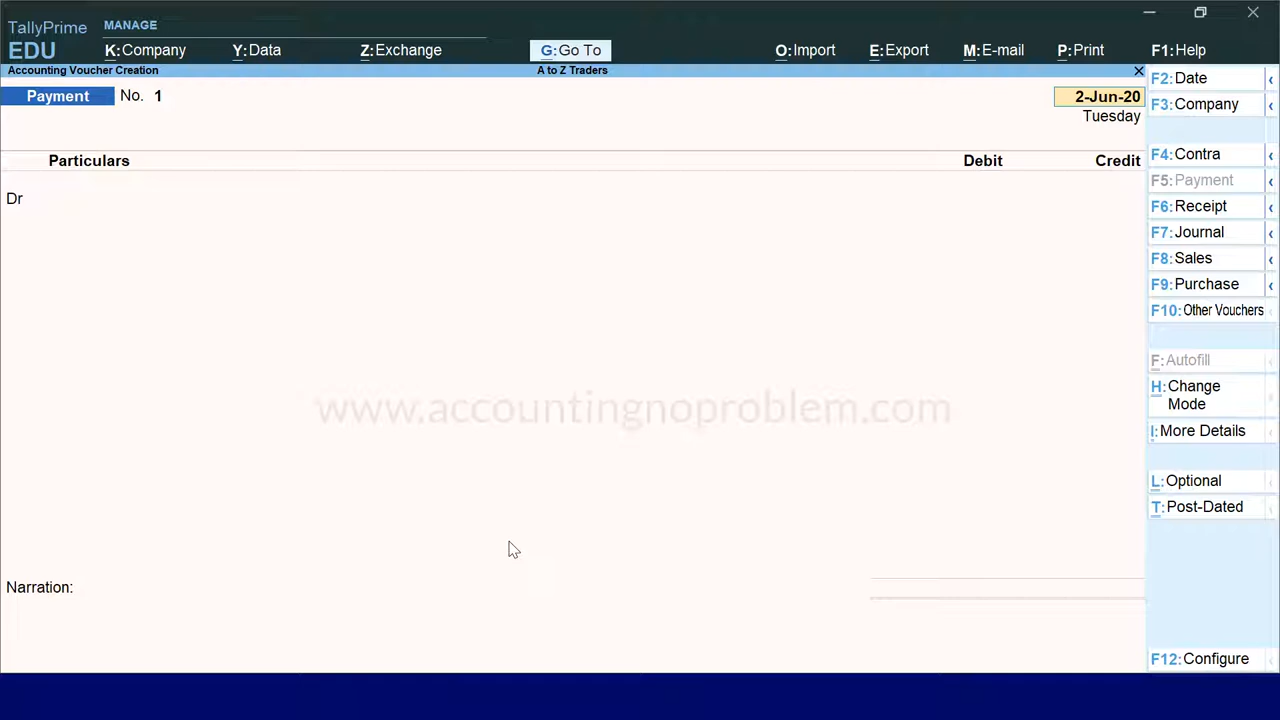 TallyPrime
EDU
MANAGE
K:Company Y:Data Z:Exchange G:Go To O:Import E:Export M:E-mail P:Print F1:Help
Accounting Voucher Creation A to Z Traders
Payment No. 1 2-Jun-20
Tuesday
Particulars Debit Credit
Dr
www.accountingnoproblem.com
Narration:
F2:Date
F3:Company
F4:Contra
F5:Payment
F6:Receipt
F7:Journal
F8:Sales
F9:Purchase
F10:Other Vouchers
F:Autofill
H:Change
Mode
I:More Details
L:Optional
T:Post-Dated
F12:Configure